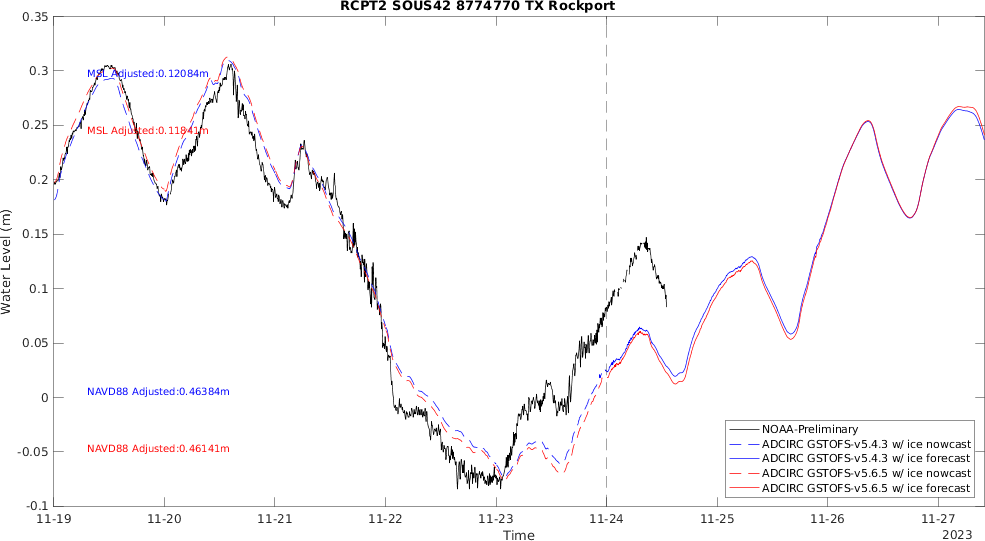 RCPT2 SOUS42 8774770 TX Rockport
0.35
0.3
0.25
0.2
0.15
0.1
0.05
0
-0.05
-0.1
Water Level (m)
MSL Adjusted:0.12084m
MSL Adjusted:0.11841m
NAVD88 Adjusted:0.46384m
NAVD88 Adjusted:0.46141m
NOAA-Preliminary
ADCIRC GSTOFS-v5.4.3 w/ ice nowcast
ADCIRC GSTOFS-v5.4.3 w/ ice forecast
ADCIRC GSTOFS-v5.6.5 w/ ice nowcast
ADCIRC GSTOFS-v5.6.5 w/ ice forecast
11-19 11-20 11-21 11-22 11-23 11-24 11-25 11-26 11-27
Time
2023